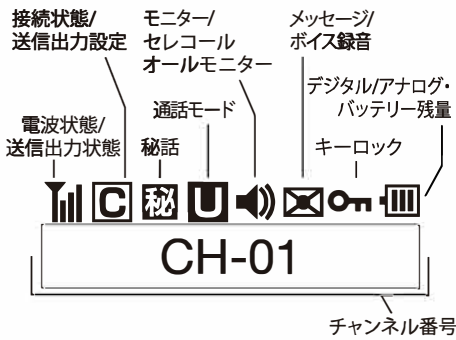 接続状態/
送信出力設定
モニター/
セレコール
オールモニター
メッセージ/
ボイス録音
デジタル/アナログ・
バッテリー残量
電波状態/
送信出力状態
秘話
通話モード
キーロック
C 秘 U
CH-01
チャンネル番号